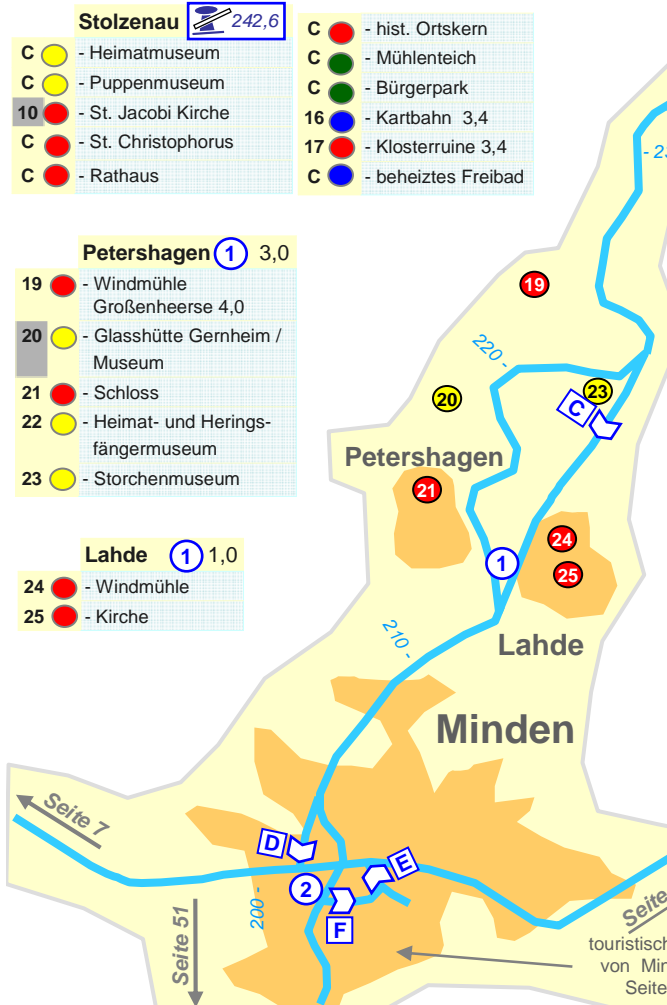 Stolzenau 242,6
C - Heimatmuseum
C - Puppenmuseum
10 - St. Jacobi Kirche
C - St. Christophorus
C - Rathaus
C - hist. Ortskern
C - Mühlenteich
C - Bürgerpark
16 - Kartbahn 3,4
17 - Klosterruine 3,4
C - beheiztes Freibad
Petershagen 1 3,0
19 - Windmühle
Großenheerse 4,0
20 - Glasshütte Gernheim /
Museum
21 - Schloss
22 - Heimat- und Herings-
fängermuseum
23 - Storchenmuseum
Lahde 1 1,0
24 - Windmühle
25 - Kirche
19
220 -
20
23
C
Petershagen
21
24
1
25
210 -
Lahde
Minden
Seite 7
D
E
2
200 -
F
Seite 51
Seite